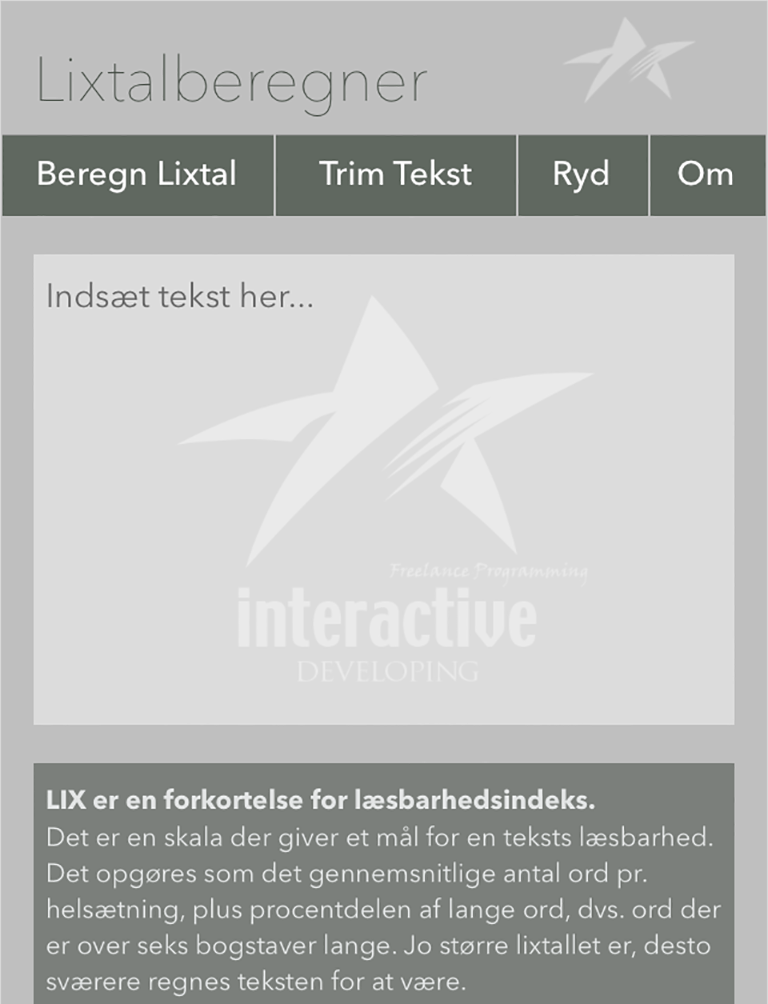 Lixtalberegner
Beregn Lixtal
Trim Tekst
Ryd
Om
Indsæt tekst her...
Freelance Programming
interactive
DEVELOPING
LIX er en forkortelse for læsbarhedsindeks.
Det er en skala der giver et mål for en teksts læsbarhed.
Det opgøres som det gennemsnitlige antal ord pr.
helsætning, plus procentdelen af lange ord, dvs. ord der
er over seks bogstaver lange. Jo større lixtallet er, desto
sværere regnes teksten for at være.